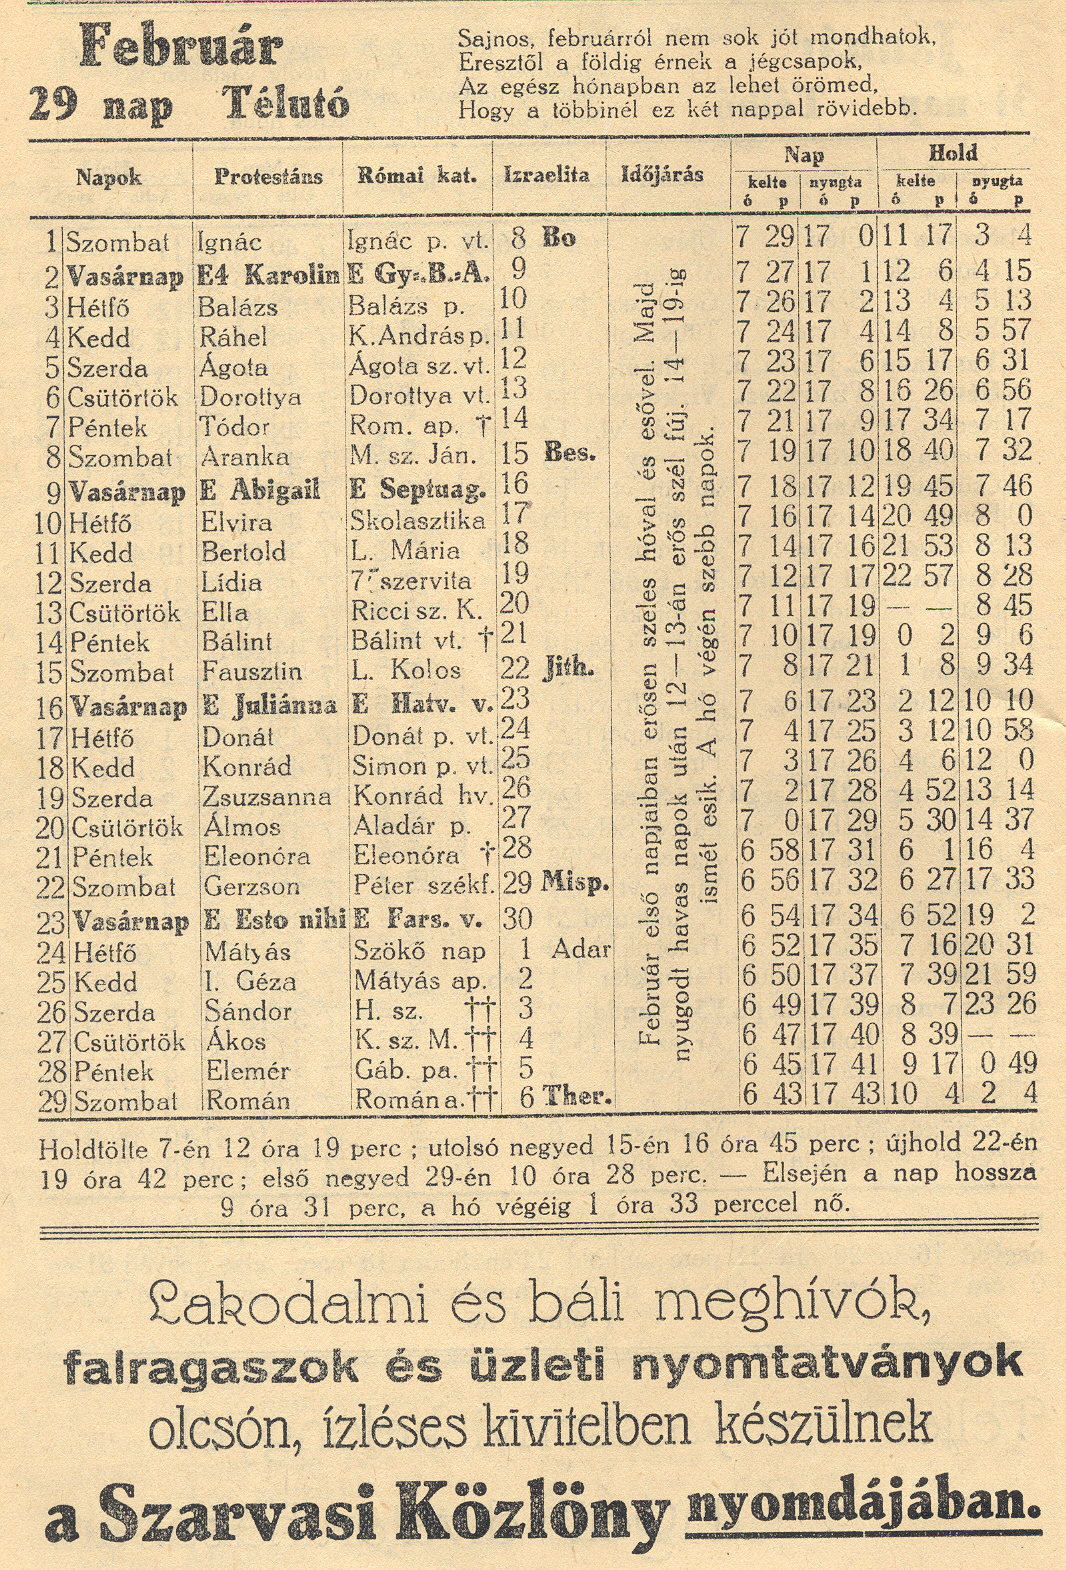 Február
29 nap Télutó
Sajnos, februárról nem sok jót mondhatok,
Eresztől a földig érnek a jégcsapok,
Az egész hónapban az lehet örömed,
Hogy a többinél ez két nappal rövidebb.
Napok Protestáns Római kat. Izraelita Időjárás Nap Hold
kelte nyugta kelte nyugta
ó p ó p ó p ó p
1 Szombat Ignác Ignác p. vt. 8 Bo 7 29 17 0 11 17 3 4
2 Vasárnap E4 Karolin E Gy.B.:A. 9 7 27 17 1 12 6 4 15
3 Hétfő Balázs Balázs p. 10 7 26 17 2 13 4 5 13
4 Kedd Ráhel K.András p. 11 7 24 17 4 14 8 5 57
5 Szerda Ágota Ágota sz. vt. 12 7 23 17 6 15 17 6 31
6 Csütörtök Dorottya Dorottya vt. 13 7 22 17 8 16 26 6 56
7 Péntek Tódor Rom. ap. † 14 7 21 17 9 17 34 7 17
8 Szombat Aranka M. sz. Ján. 15 Bes. 7 19 17 10 18 40 7 32
9 Vasárnap E Abigail E Septuag. 16 7 18 17 12 19 45 7 46
10 Hétfő Elvira Skolasztika 17 7 16 17 14 20 49 8 0
11 Kedd Bertold L. Mária 18 7 14 17 16 21 53 8 13
12 Szerda Lídia 7 szervita 19 7 12 17 17 22 57 8 28
13 Csütörtök Ella Ricci sz. K. 20 7 11 17 19 — — 8 45
14 Péntek Bálint Bálint vt. † 21 7 10 17 19 0 2 9 6
15 Szombat Fausztin L. Kolos 22 Jith. 7 8 17 21 1 8 9 34
16 Vasárnap E Juliánna E Hatv. v. 23 7 6 17 23 2 12 10 10
17 Hétfő Donát Donát p. vt. 24 7 4 17 25 3 12 10 58
18 Kedd Konrád Simon p. vt. 25 7 3 17 26 4 6 12 0
19 Szerda Zsuzsanna Konrád hv. 26 7 2 17 28 4 52 13 14
20 Csütörtök Álmos Aladár p. 27 7 0 17 29 5 30 14 37
21 Péntek Eleonóra Eleonóra † 28 6 58 17 31 6 1 16 4
22 Szombat Gerzson Péter székf. 29 Misp. 6 56 17 32 6 27 17 33
23 Vasárnap E Esto nihi E Fars. v. 30 6 54 17 34 6 52 19 2
24 Hétfő Mátyás Szökő nap 1 Adar 6 52 17 35 7 16 20 31
25 Kedd I. Géza Mátyás ap. 2 6 50 17 37 7 39 21 59
26 Szerda Sándor H. sz. †† 3 6 49 17 39 8 7 23 26
27 Csütörtök Ákos K. sz. M. †† 4 6 47 17 40 8 39 — —
28 Péntek Elemér Gáb. pa. †† 5 6 45 17 41 9 17 0 49
29 Szombat Román Román a. †† 6 Ther. 6 43 17 43 10 4 2 4
Február első napjaiban erősen szeles hóval és esővel. Majd
nyugodt havas napok után 12—13-án erős szél fúj. 14—19-ig
ismét esik. A hó végén szebb napok.
Holdtölte 7-én 12 óra 19 perc ; utolsó negyed 15-én 16 óra 45 perc ; újhold 22-én
19 óra 42 perc ; első negyed 29-én 10 óra 28 perc. — Elsején a nap hossza
9 óra 31 perc, a hó végéig 1 óra 33 perccel nő.
Lakodalmi és báli meghívók,
falragaszok és üzleti nyomtatványok
olcsón, ízléses kivitelben készülnek
a Szarvasi Közlöny nyomdájában.